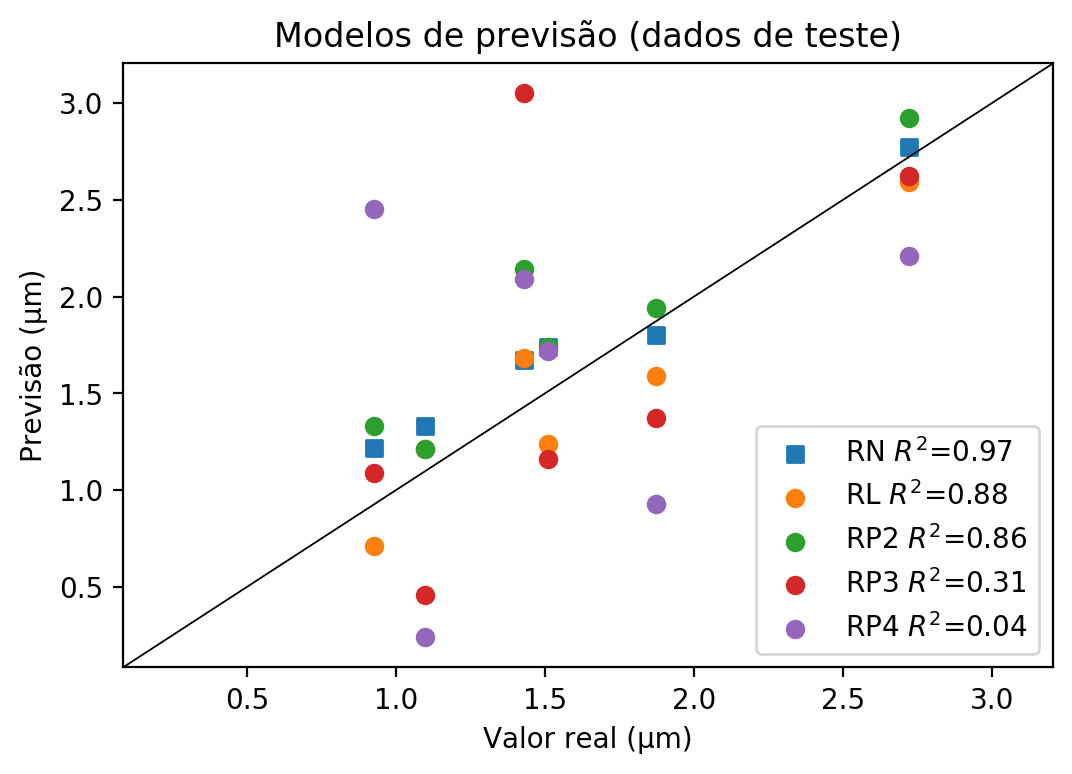 Modelos de previsão (dados de teste)
3.0
2.5
2.0
1.5
1.0
0.5
Previsão (μm)
RN R²=0.97
RL R²=0.88
RP2 R²=0.86
RP3 R²=0.31
RP4 R²=0.04
0.5 1.0 1.5 2.0 2.5 3.0
Valor real (μm)